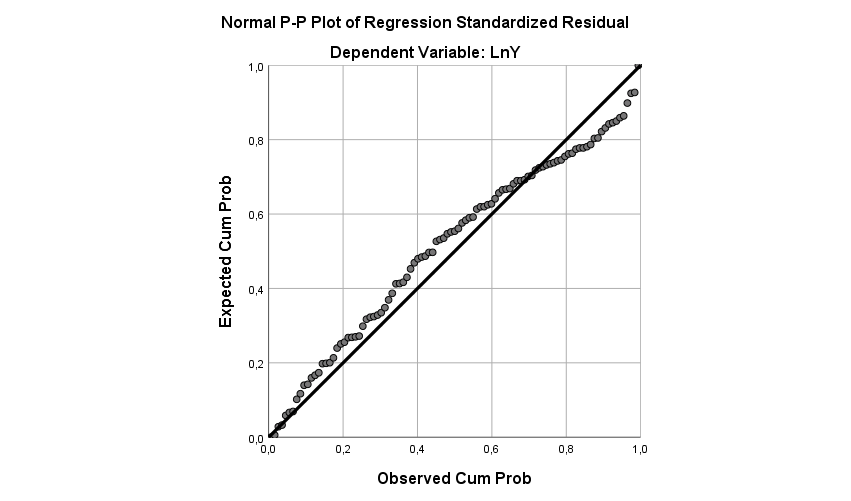 Normal P-P Plot of Regression Standardized Residual
Dependent Variable: LnY
1,0
0,8
0,6
0,4
0,2
0,0
Expected Cum Prob
0,0 0,2 0,4 0,6 0,8 1,0
Observed Cum Prob